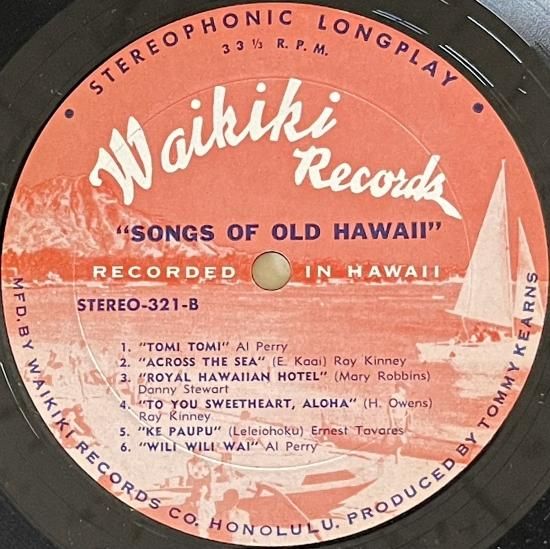 • STEREOPHONIC LONGPLAY •
33 1/3 R. P. M.
Waikiki
Records
"SONGS OF OLD HAWAII"
RECORDED IN HAWAII
STEREO-321-B
1. "TOMI TOMI" Al Perry
2. "ACROSS THE SEA" (E. Kaai) Ray Kinney
3. "ROYAL HAWAIIAN HOTEL" (Mary Robbins)
Danny Stewart
4. "TO YOU SWEETHEART, ALOHA" (H. Owens)
Ray Kinney
5. "KE PAUPU" (Leleiohoku) Ernest Tavares
6. "WILI WILI WAI" Al Perry
MFD. BY WAIKIKI RECORDS CO. HONOLULU. PRODUCED BY TOMMY KEARNS